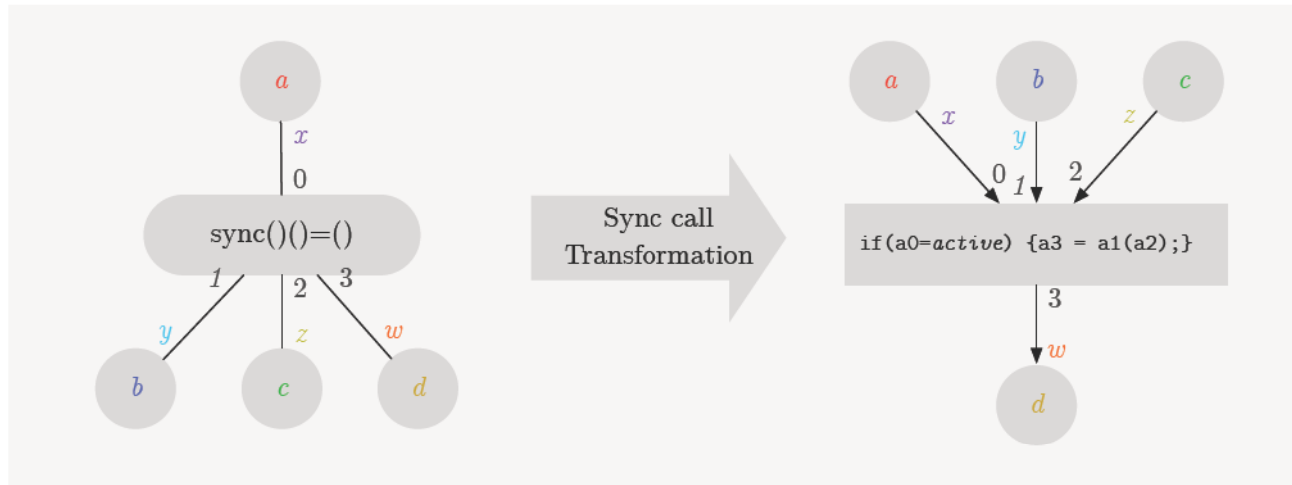 a
x
0
sync()()=()
1
2
3
y
z
w
b
c
d
Sync call
Transformation
a
b
c
x
y
z
0
1
2
if(a0=active) {a3 = a1(a2);}
3
w
d